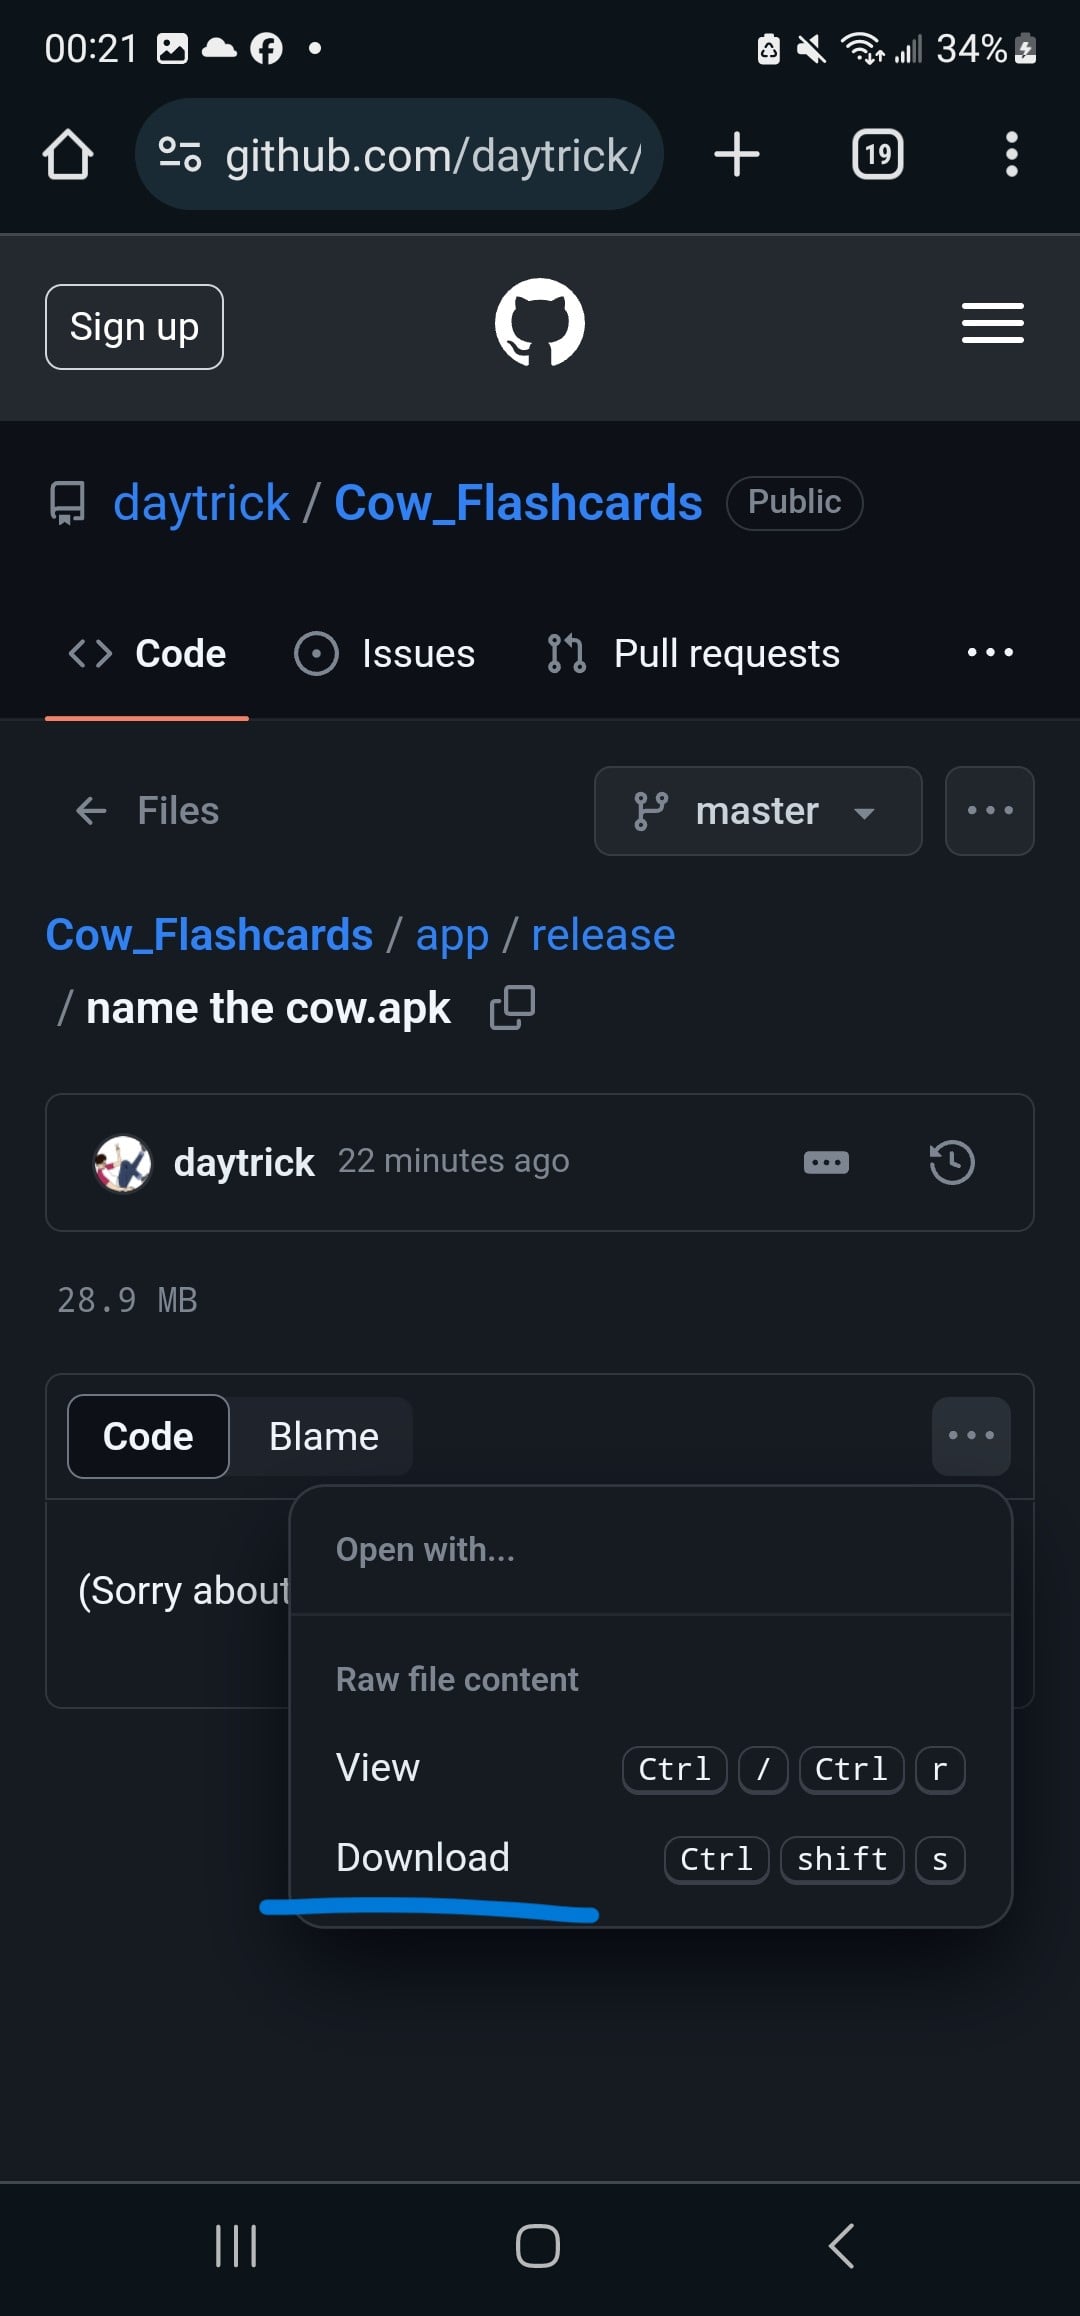 00:21 34%
github.com/daytrick/ 19
Sign up
daytrick / Cow_Flashcards Public
Code Issues Pull requests
Files master
Cow_Flashcards / app / release
/ name the cow.apk
daytrick 22 minutes ago
28.9 MB
Code Blame
Open with...
(Sorry about
Raw file content
View Ctrl / Ctrl r
Download Ctrl shift s